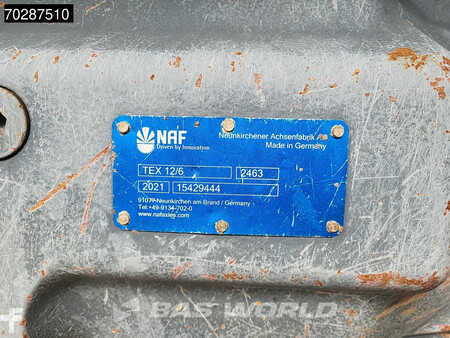 70287510
NAF
Driven by Innovation
Neunkirchener Achsenfabrik AG
Made in Germany
TEX 12/6 2463
2021 15429444
91077 Neunkirchen am Brand / Germany
Tel:+49-9134-702-0
www.nafaxles.com
BAS WORLD